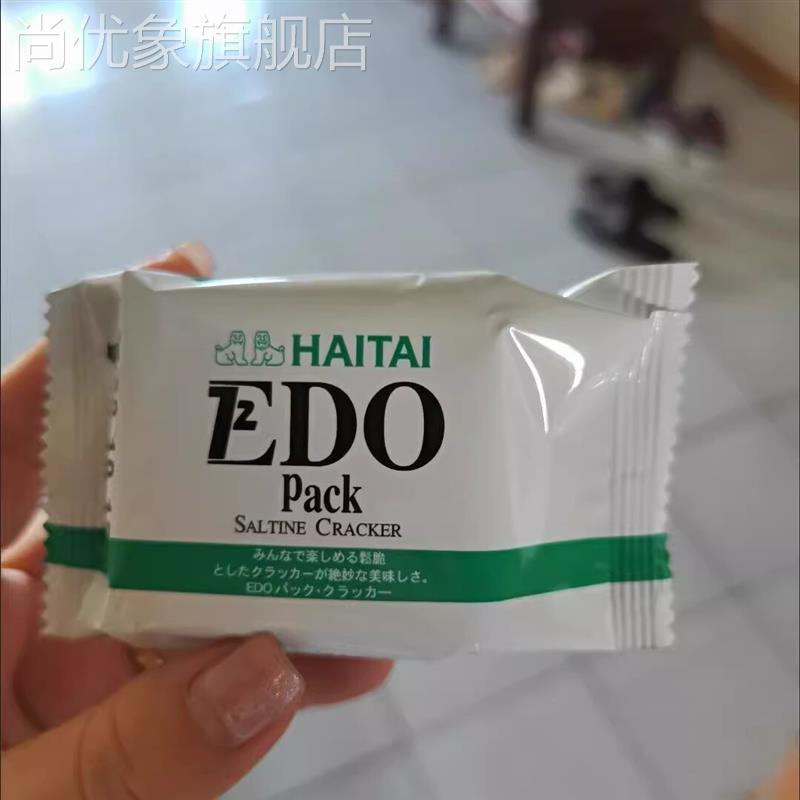 尚优象旗舰店
HAITAI
EDO
Pack
SALTINE CRACKER
みんなで楽しめる鬆脆
としたクラッカーが絶妙な美味しさ。
EDOパック・クラッカー